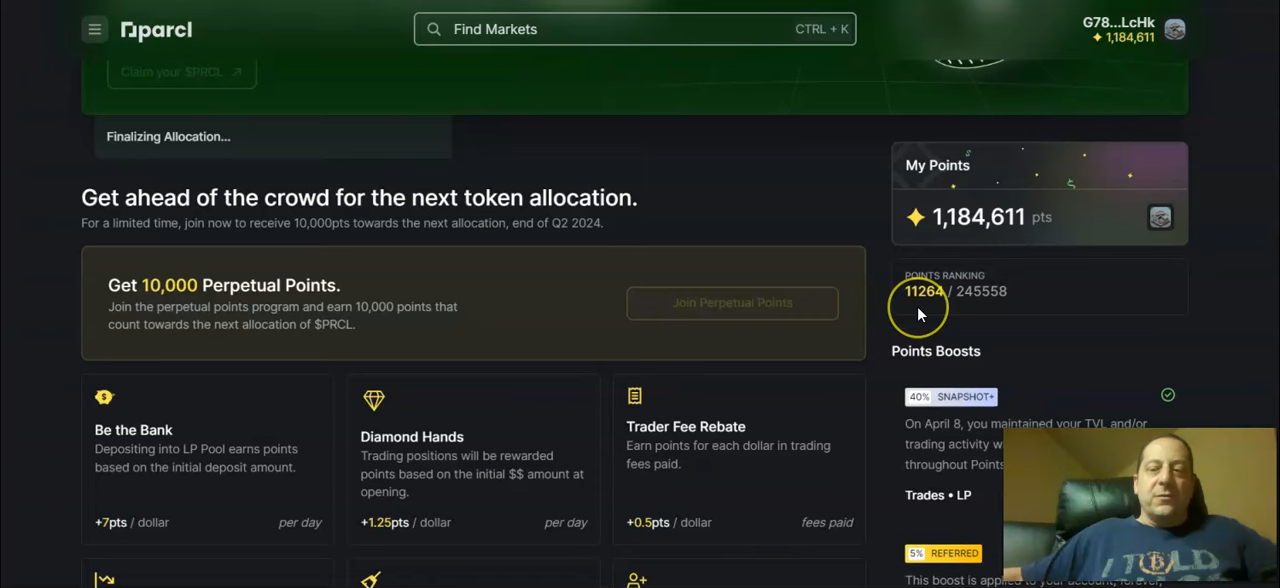 parcl
Find Markets
CTRL + K
G78...LcHk
1,184,611
Claim your $PRCL
Finalizing Allocation...
Get ahead of the crowd for the next token allocation.
For a limited time, join now to receive 10,000pts towards the next allocation, end of Q2 2024.
Get 10,000 Perpetual Points.
Join the perpetual points program and earn 10,000 points that
count towards the next allocation of $PRCL.
Join Perpetual Points
Be the Bank
Depositing into LP Pool earns points
based on the initial deposit amount.
+7pts / dollar
per day
Diamond Hands
Trading positions will be rewarded
points based on the initial $$ amount at
opening.
+1.25pts / dollar
per day
Trader Fee Rebate
Earn points for each dollar in trading
fees paid.
+0.5pts / dollar
fees paid
My Points
1,184,611 pts
POINTS RANKING
11264 / 245558
Points Boosts
40% SNAPSHOT+
On April 8, you maintained your TVL and/or
trading activity
throughout Points
Trades • LP
5% REFERRED
This boost is applied to your account, forever,
I TOLD